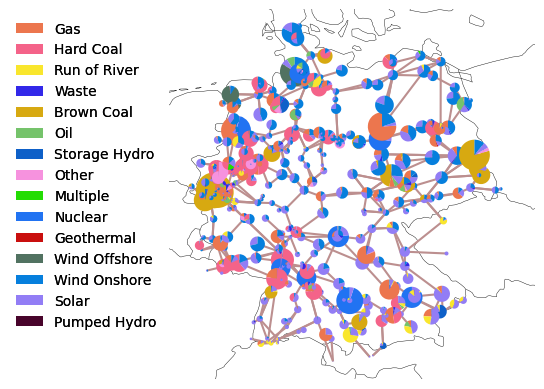 Gas
Hard Coal
Run of River
Waste
Brown Coal
Oil
Storage Hydro
Other
Multiple
Nuclear
Geothermal
Wind Offshore
Wind Onshore
Solar
Pumped Hydro